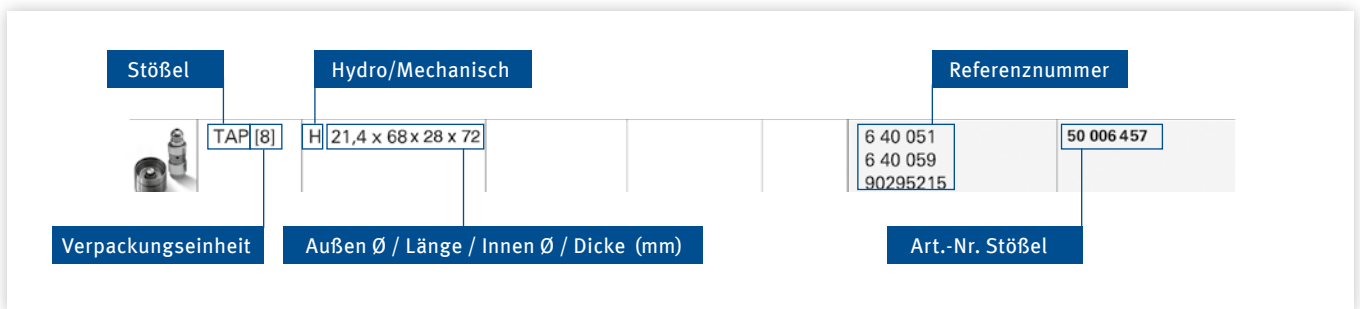 Stößel
Hydro/Mechanisch
Referenznummer
TAP [8]
H 21,4 x 68 x 28 x 72
6 40 051
6 40 059
90295215
50 006 457
Verpackungseinheit
Außen Ø / Länge / Innen Ø / Dicke (mm)
Art.-Nr. Stößel